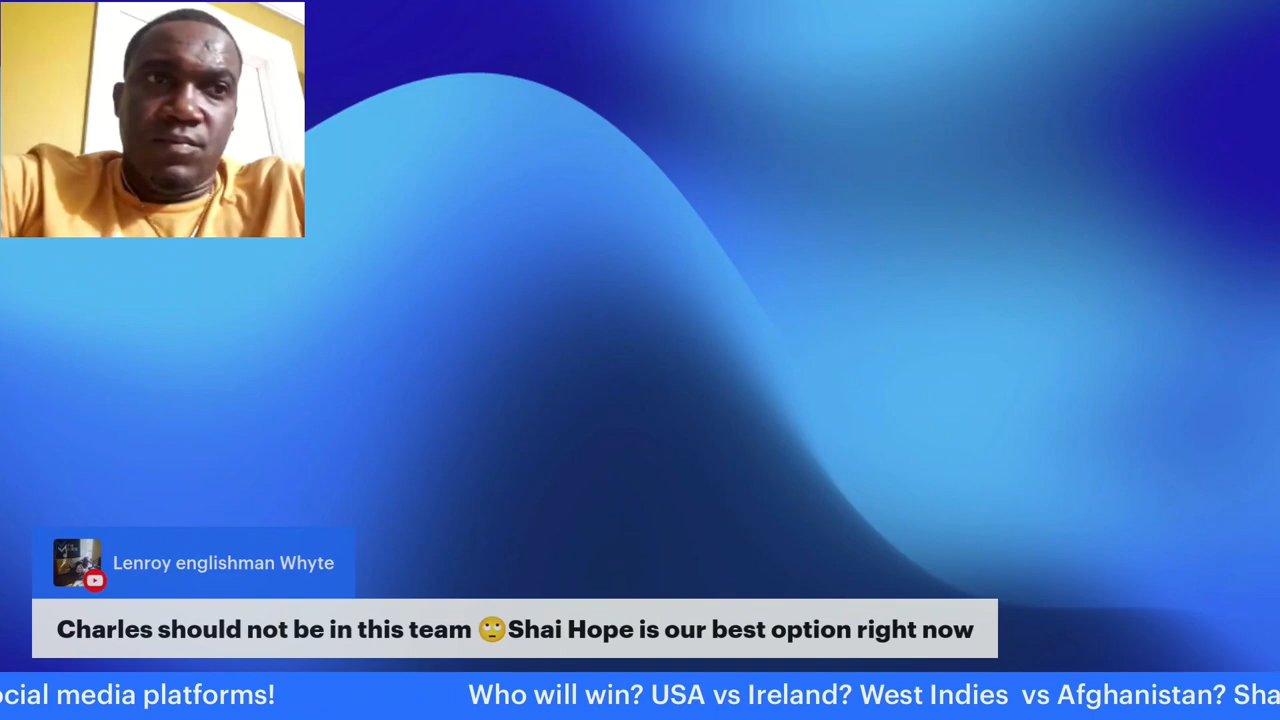 Lenroy englishman Whyte
Charles should not be in this team 🙄Shai Hope is our best option right now
ocial media platforms! Who will win? USA vs Ireland? West Indies vs Afghanistan? Sha